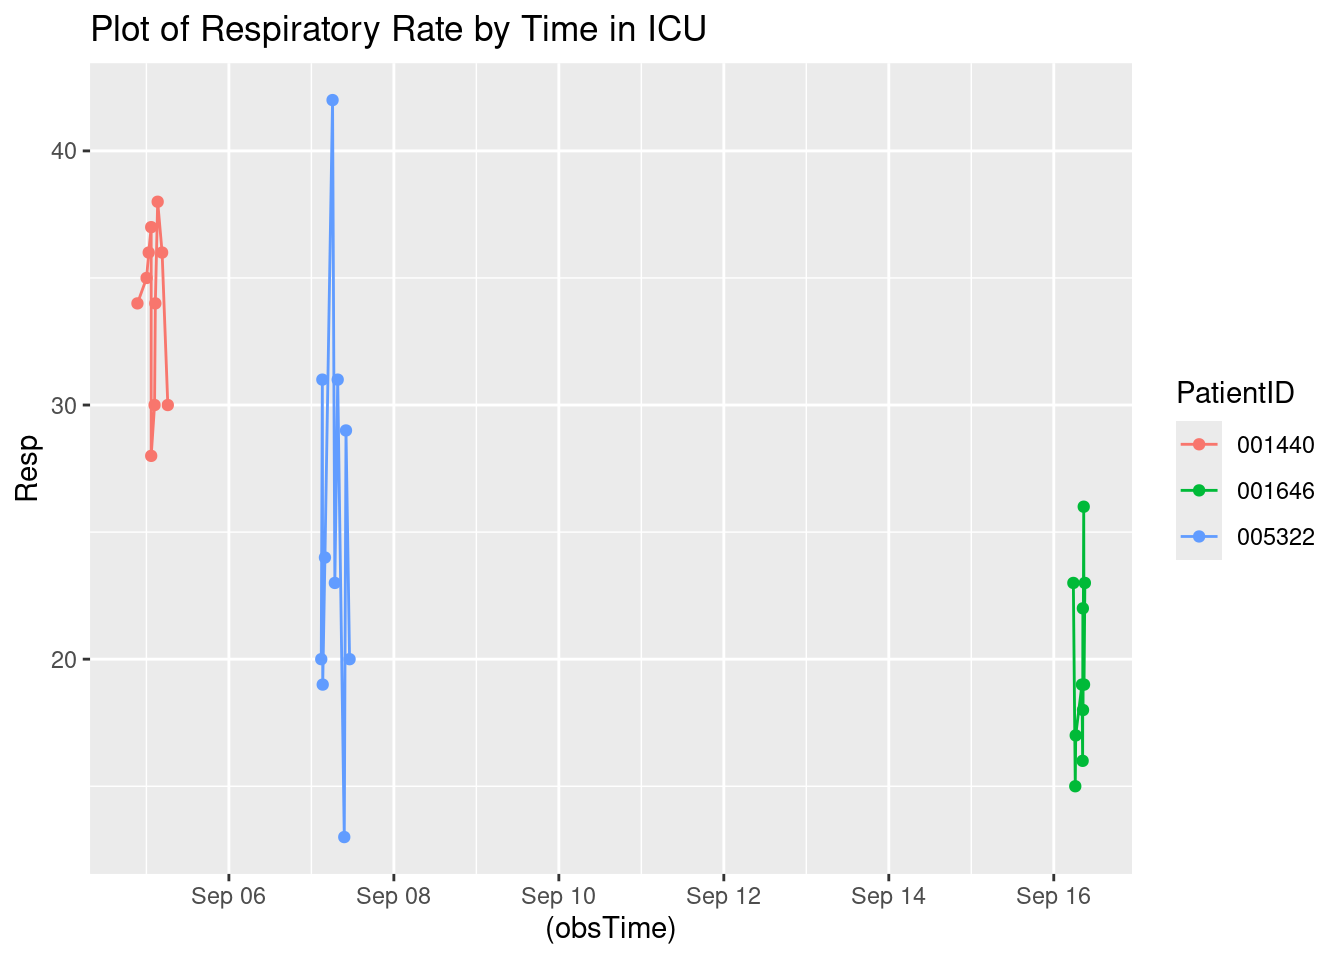 Plot of Respiratory Rate by Time in ICU
40
30
20
Resp
Sep 06
Sep 08
Sep 10
Sep 12
Sep 14
Sep 16
(obsTime)
PatientID
001440
001646
005322